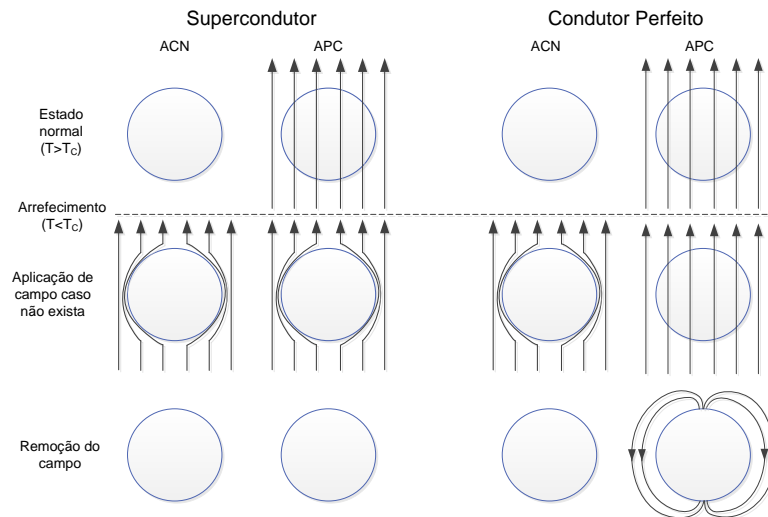 Supercondutor
Condutor Perfeito
ACN
APC
ACN
APC
Estado
normal
(T>TC)
Arrefecimento
(T<TC)
Aplicação de
campo caso
não exista
Remoção do
campo